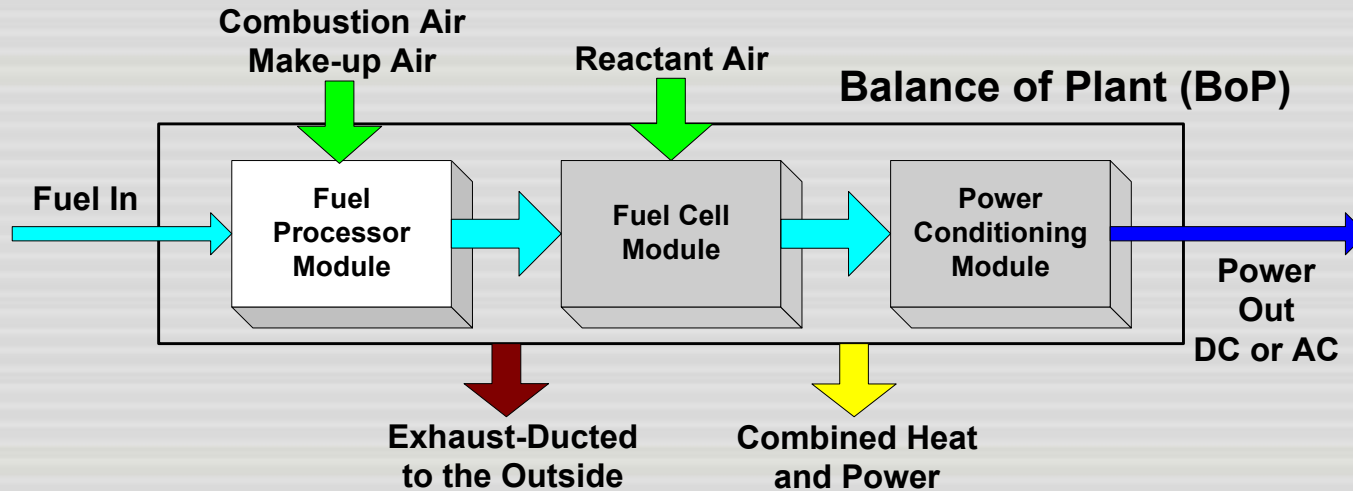 Combustion Air
Make-up Air
Reactant Air
Balance of Plant (BoP)
Fuel In
Fuel
Processor
Module
Fuel Cell
Module
Power
Conditioning
Module
Power
Out
DC or AC
Exhaust-Ducted
to the Outside
Combined Heat
and Power